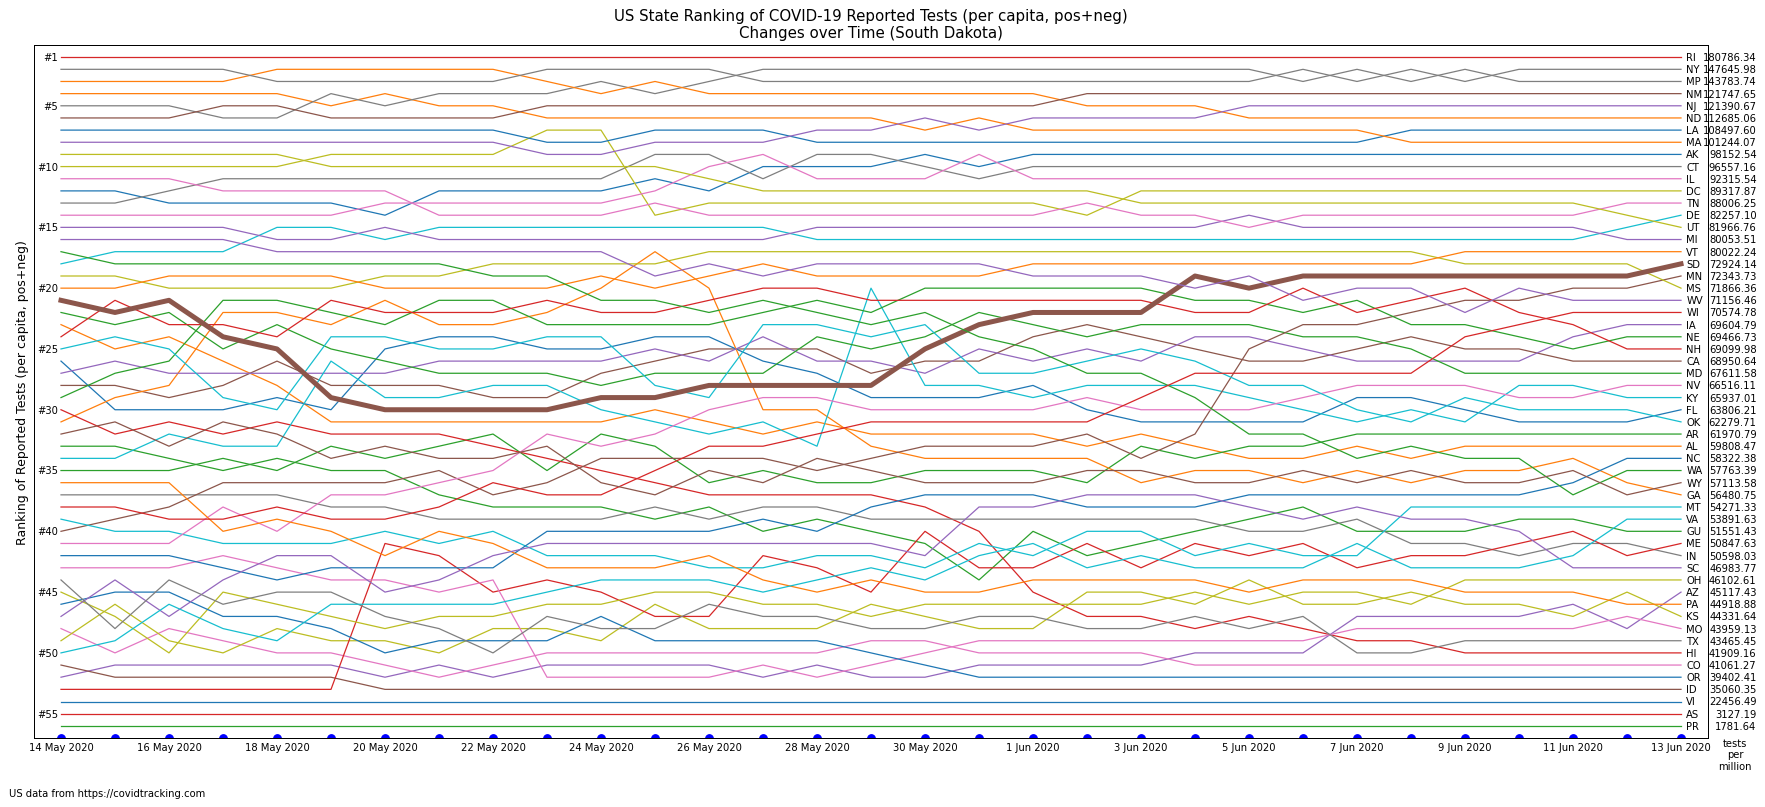 US State Ranking of COVID-19 Reported Tests (per capita, pos+neg)
Changes over Time (South Dakota)
Ranking of Reported Tests (per capita, pos+neg)
#1
#5
#10
#15
#20
#25
#30
#35
#40
#45
#50
#55
RI 180786.34
NY 147645.98
MP 143783.74
NM 121747.65
NJ 121390.67
ND 112685.06
LA 108497.60
MA 101244.07
AK 98152.54
CT 96557.16
IL 92315.54
DC 89317.87
TN 88006.25
DE 82257.10
UT 81966.76
MI 80053.51
VT 80022.24
SD 72924.14
MN 72343.73
MS 71866.36
WV 71156.46
WI 70574.78
IA 69604.79
NE 69466.73
NH 69099.98
CA 68950.64
MD 67611.58
NV 66516.11
KY 65937.01
FL 63806.21
OK 62279.71
AR 61970.79
AL 59808.47
NC 58322.38
WA 57763.39
WY 57113.58
GA 56480.75
MT 54271.33
VA 53891.63
GU 51551.43
ME 50847.63
IN 50598.03
SC 46983.77
OH 46102.61
AZ 45117.43
PA 44918.88
KS 44331.64
MO 43959.13
TX 43465.45
HI 41909.16
CO 41061.27
OR 39402.41
ID 35060.35
VI 22456.49
AS 3127.19
PR 1781.64
14 May 2020 16 May 2020 18 May 2020 20 May 2020 22 May 2020 24 May 2020 26 May 2020 28 May 2020 30 May 2020 1 Jun 2020 3 Jun 2020 5 Jun 2020 7 Jun 2020 9 Jun 2020 11 Jun 2020 13 Jun 2020
tests
per
million
US data from https://covidtracking.com